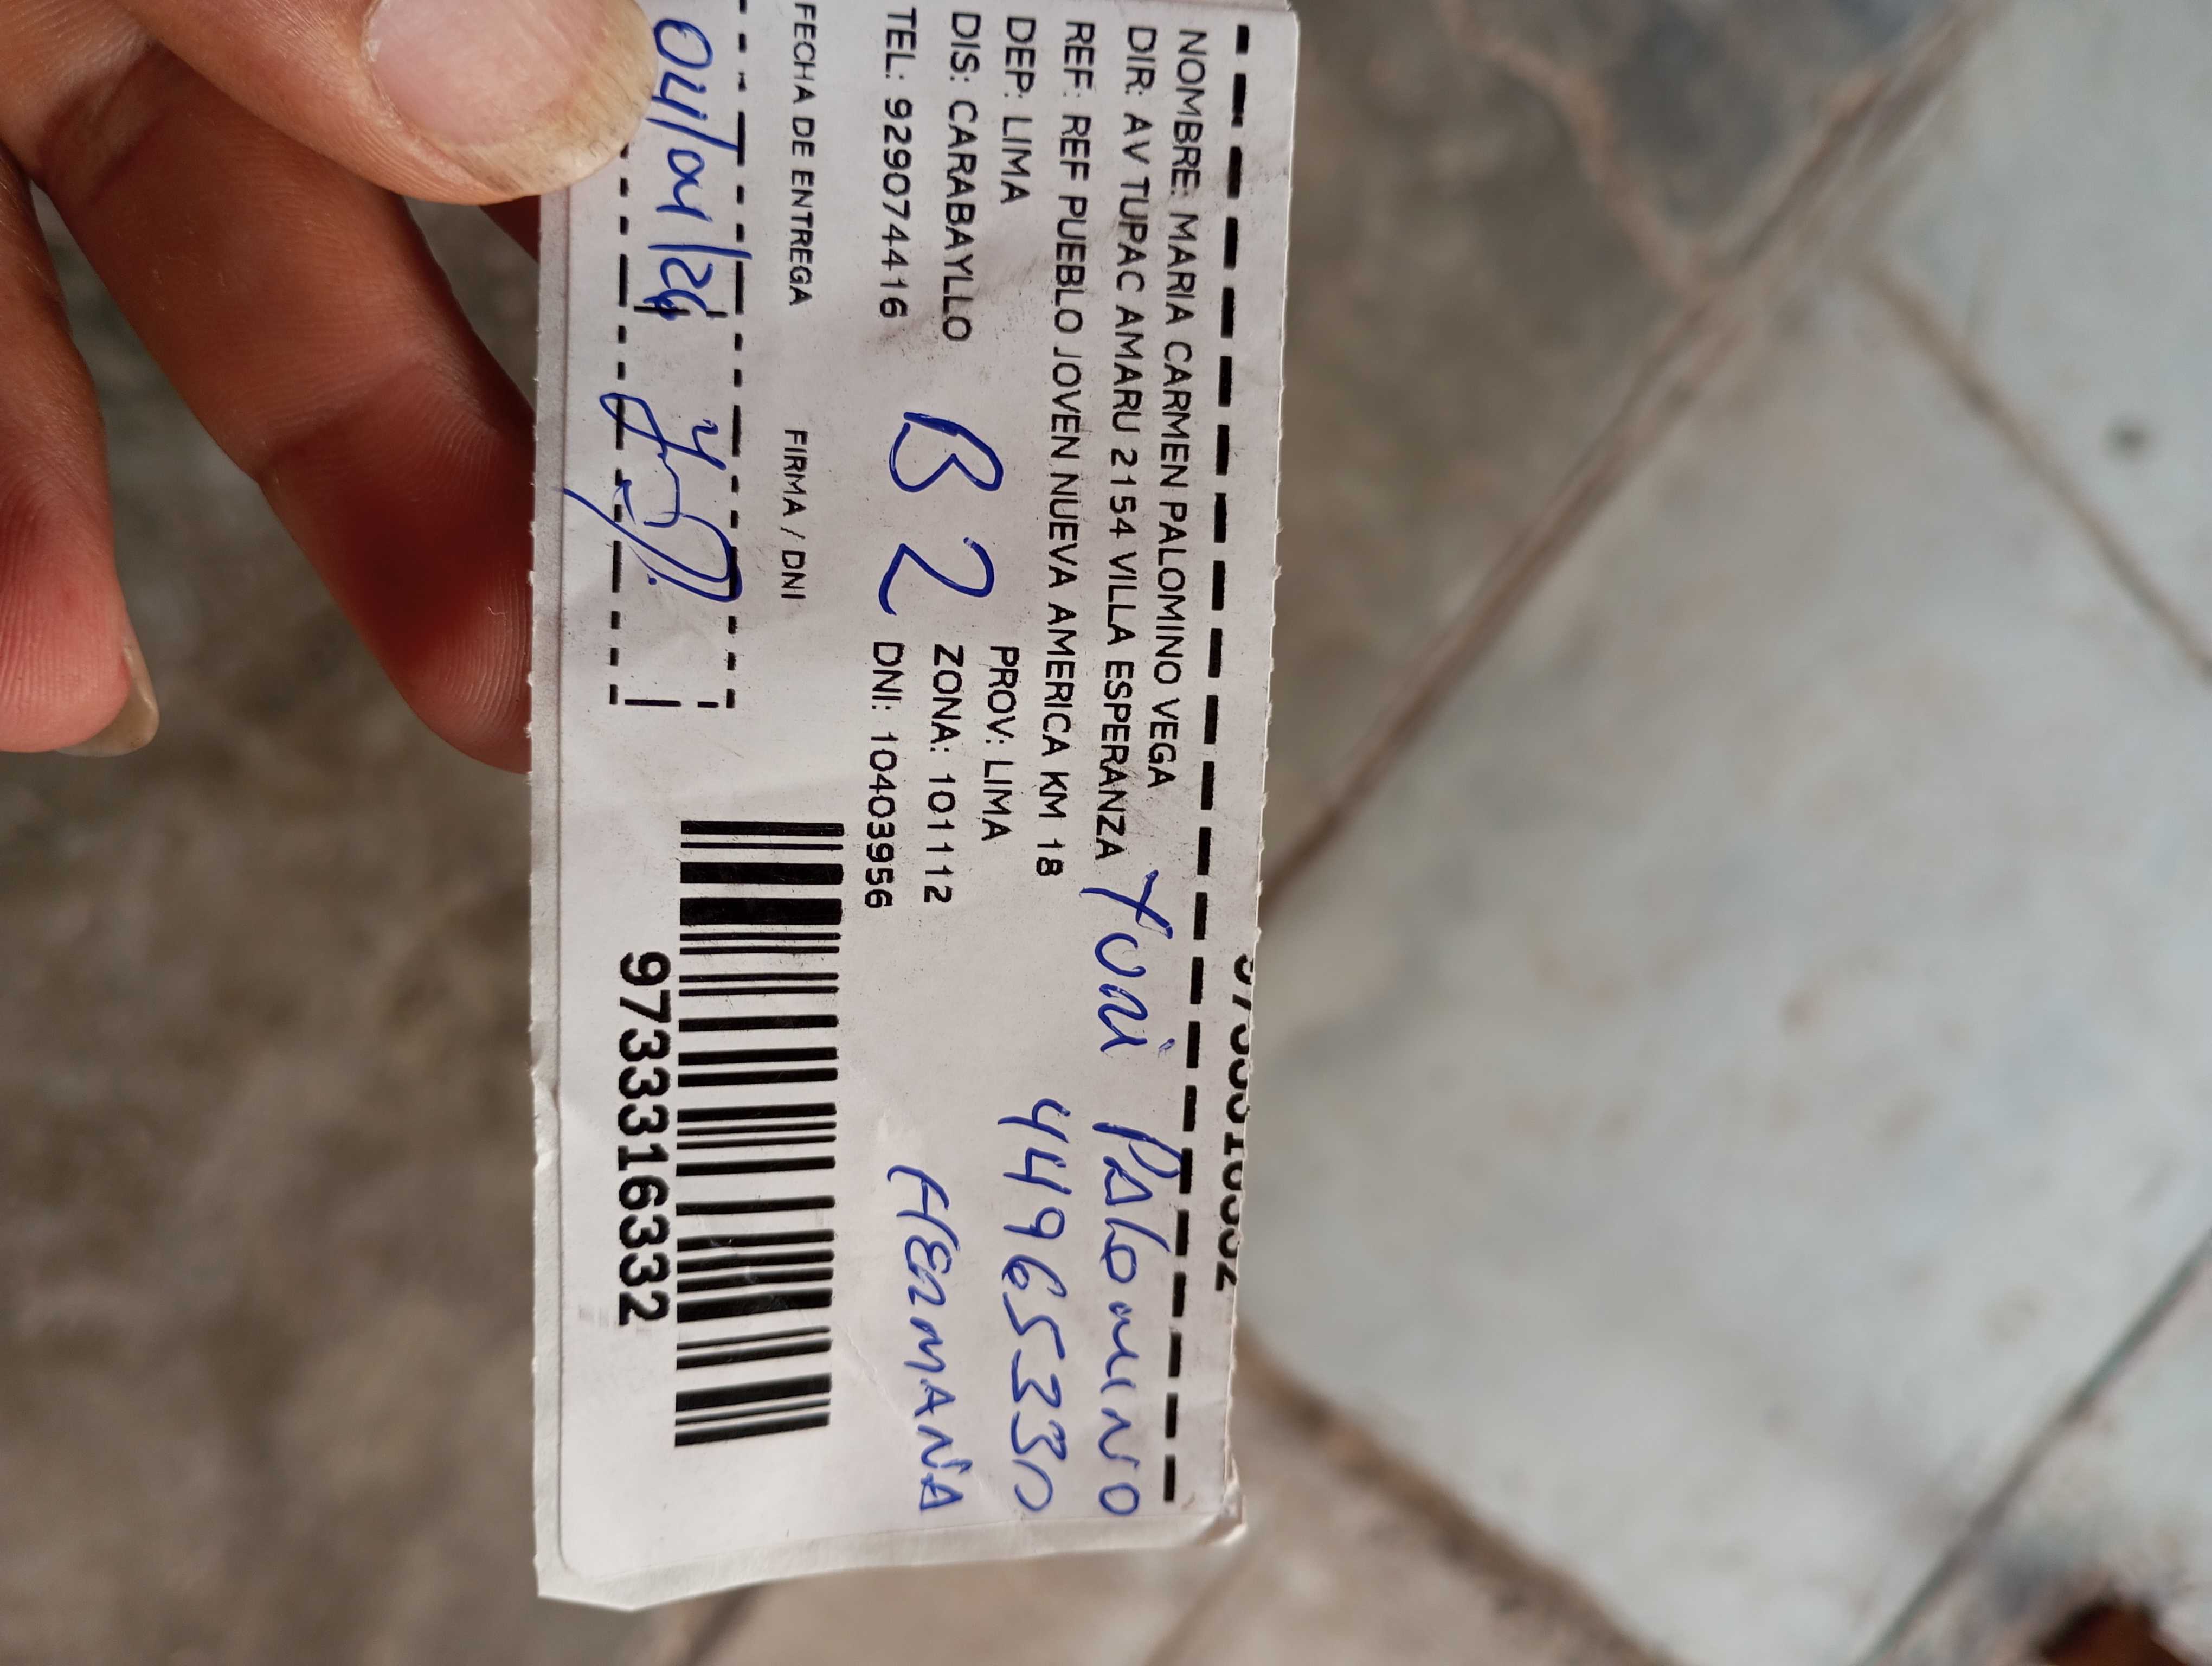 NOMBRE: MARIA CARMEN PALOMINO VEGA
DIR: AV TUPAC AMARU 2154 VILLA ESPERANZA
Yuri Palomino
REF: REF PUEBLO JOVEN NUEVA AMERICA KM 18
DEP: LIMA PROV: LIMA
44965330
DIS: CARABAYLLO ZONA: 101112
B2
TEL: 929074416 DNI: 10403956
HERMANA
FECHA DE ENTREGA FIRMA / DNI
04/01/24
9733316332